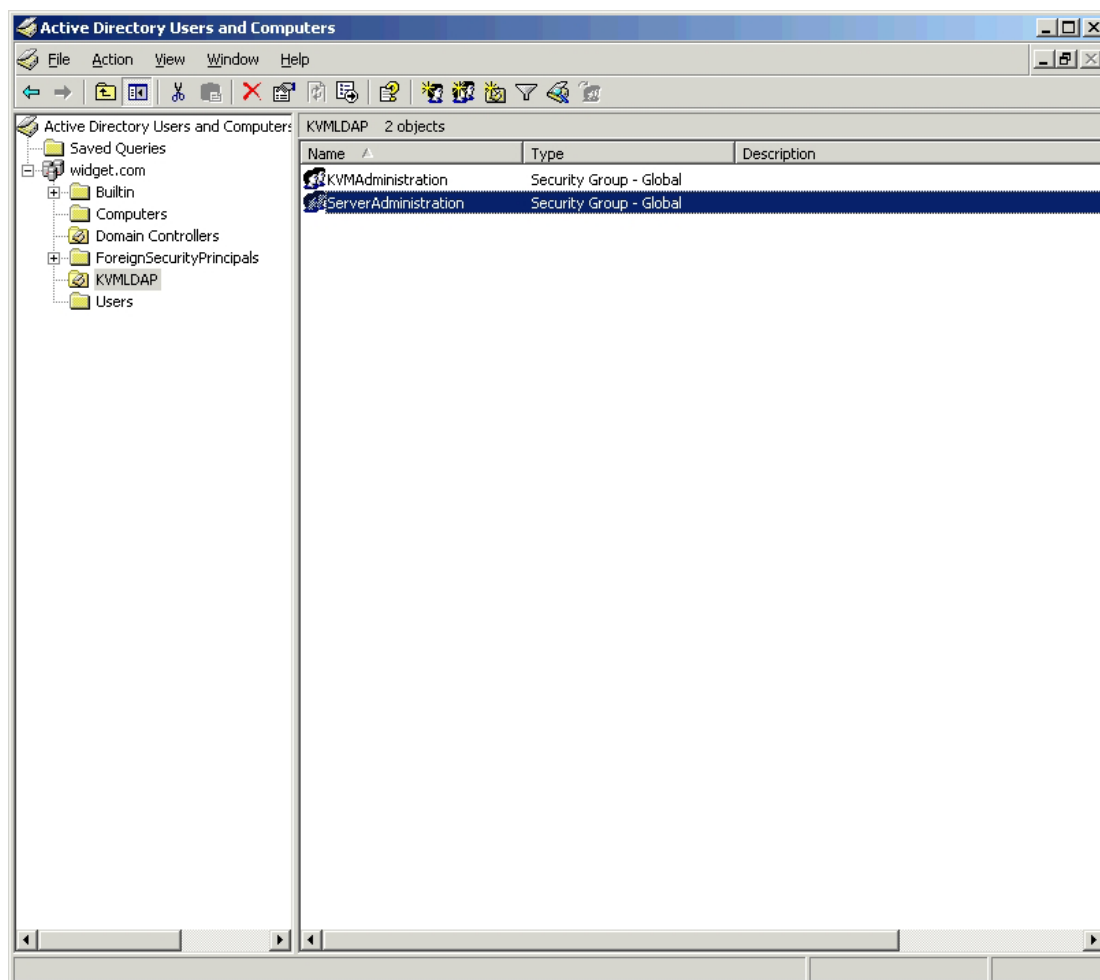 Active Directory Users and Computers
File Action View Window Help
Active Directory Users and Computers
KVMLDAP 2 objects
Saved Queries
Name Type Description
widget.com
KVMAdministration Security Group - Global
Builtin
ServerAdministration Security Group - Global
Computers
Domain Controllers
ForeignSecurityPrincipals
KVMLDAP
Users